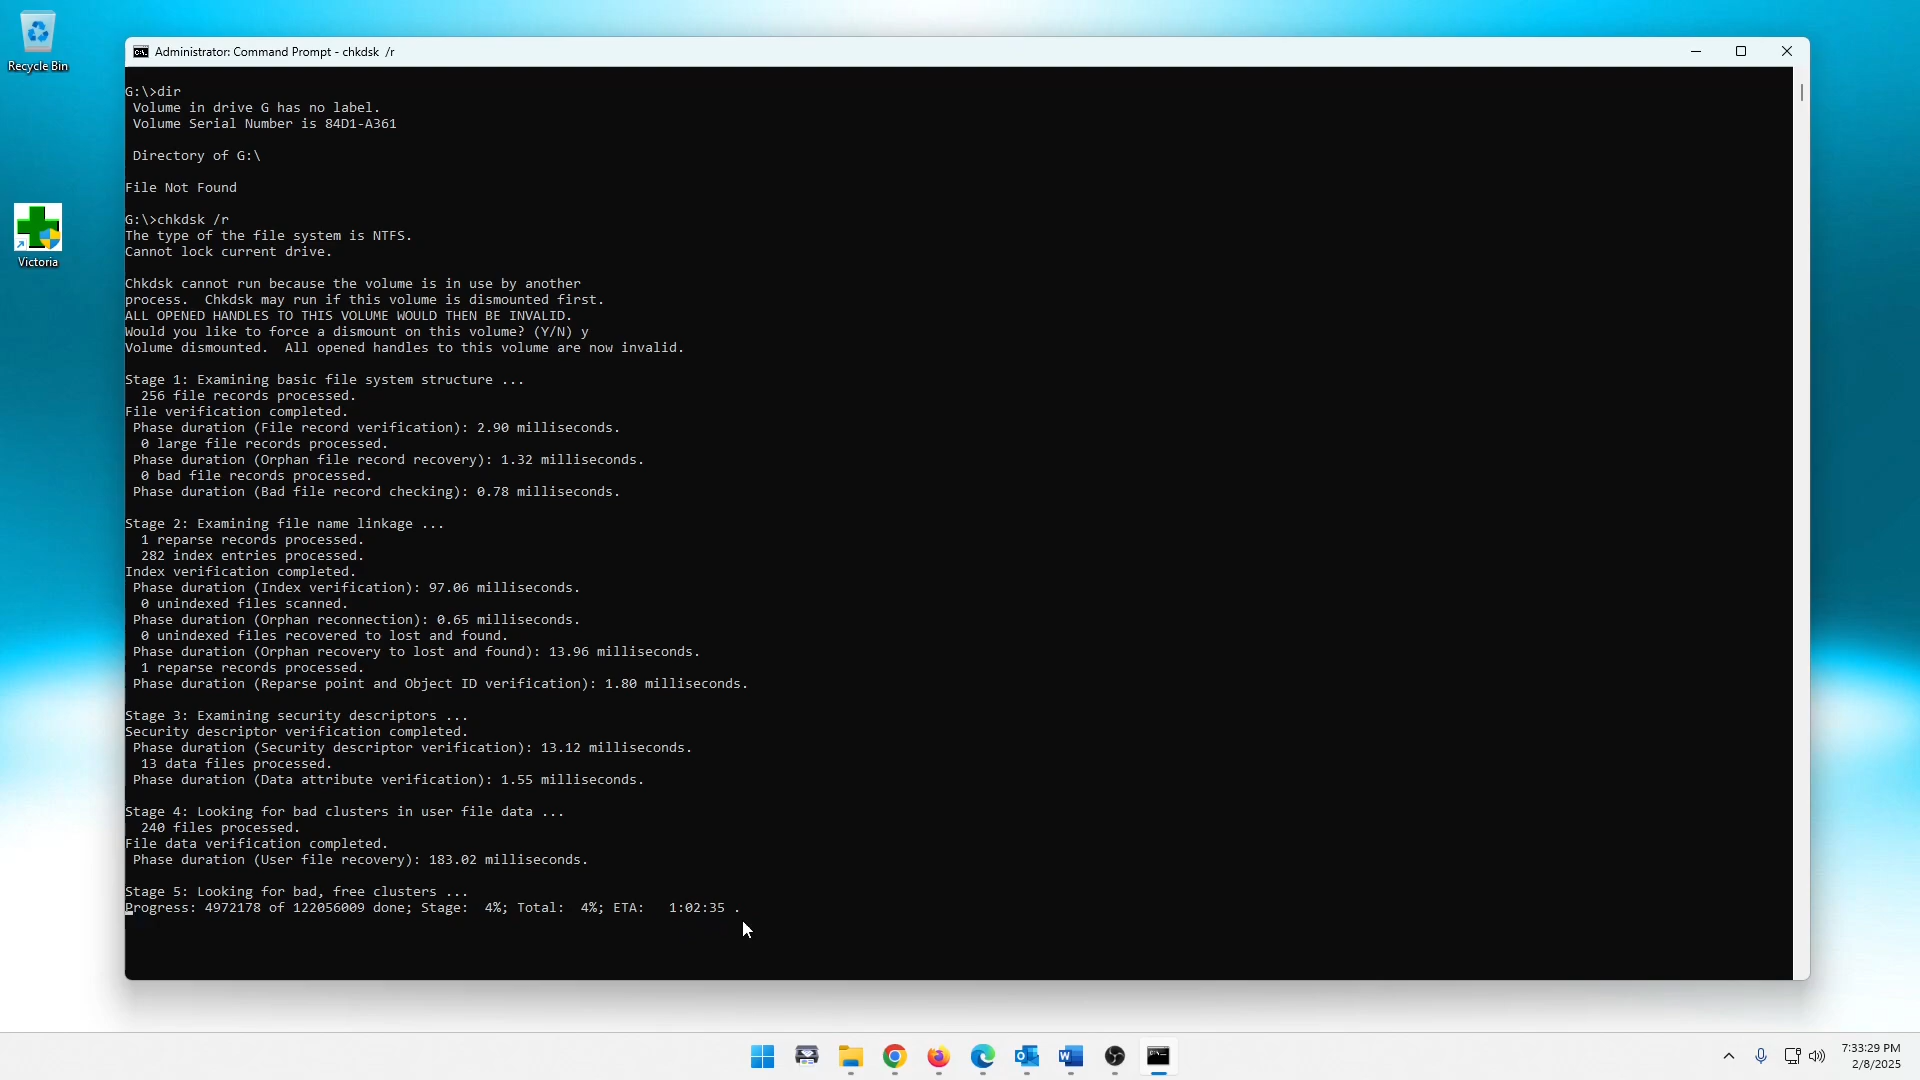 Recycle Bin
Victoria
Administrator: Command Prompt - chkdsk /r
G:\>dir
Volume in drive G has no label.
Volume Serial Number is 84D1-A361
Directory of G:\
File Not Found
G:\>chkdsk /r
The type of the file system is NTFS.
Cannot lock current drive.
Chkdsk cannot run because the volume is in use by another
process.  Chkdsk may run if this volume is dismounted first.
ALL OPENED HANDLES TO THIS VOLUME WOULD THEN BE INVALID.
Would you like to force a dismount on this volume? (Y/N) y
Volume dismounted.  All opened handles to this volume are now invalid.
Stage 1: Examining basic file system structure ...
256 file records processed.
File verification completed.
Phase duration (File record verification): 2.90 milliseconds.
0 large file records processed.
Phase duration (Orphan file record recovery): 1.32 milliseconds.
0 bad file records processed.
Phase duration (Bad file record checking): 0.78 milliseconds.
Stage 2: Examining file name linkage ...
1 reparse records processed.
282 index entries processed.
Index verification completed.
Phase duration (Index verification): 97.06 milliseconds.
0 unindexed files scanned.
Phase duration (Orphan reconnection): 0.65 milliseconds.
0 unindexed files recovered to lost and found.
Phase duration (Orphan recovery to lost and found): 13.96 milliseconds.
1 reparse records processed.
Phase duration (Reparse point and Object ID verification): 1.80 milliseconds.
Stage 3: Examining security descriptors ...
Security descriptor verification completed.
Phase duration (Security descriptor verification): 13.12 milliseconds.
13 data files processed.
Phase duration (Data attribute verification): 1.55 milliseconds.
Stage 4: Looking for bad clusters in user file data ...
240 files processed.
File data verification completed.
Phase duration (User file recovery): 183.02 milliseconds.
Stage 5: Looking for bad, free clusters ...
Progress: 4972178 of 122056009 done; Stage:  4%; Total:  4%; ETA:   1:02:35 .
7:33:29 PM
2/8/2025